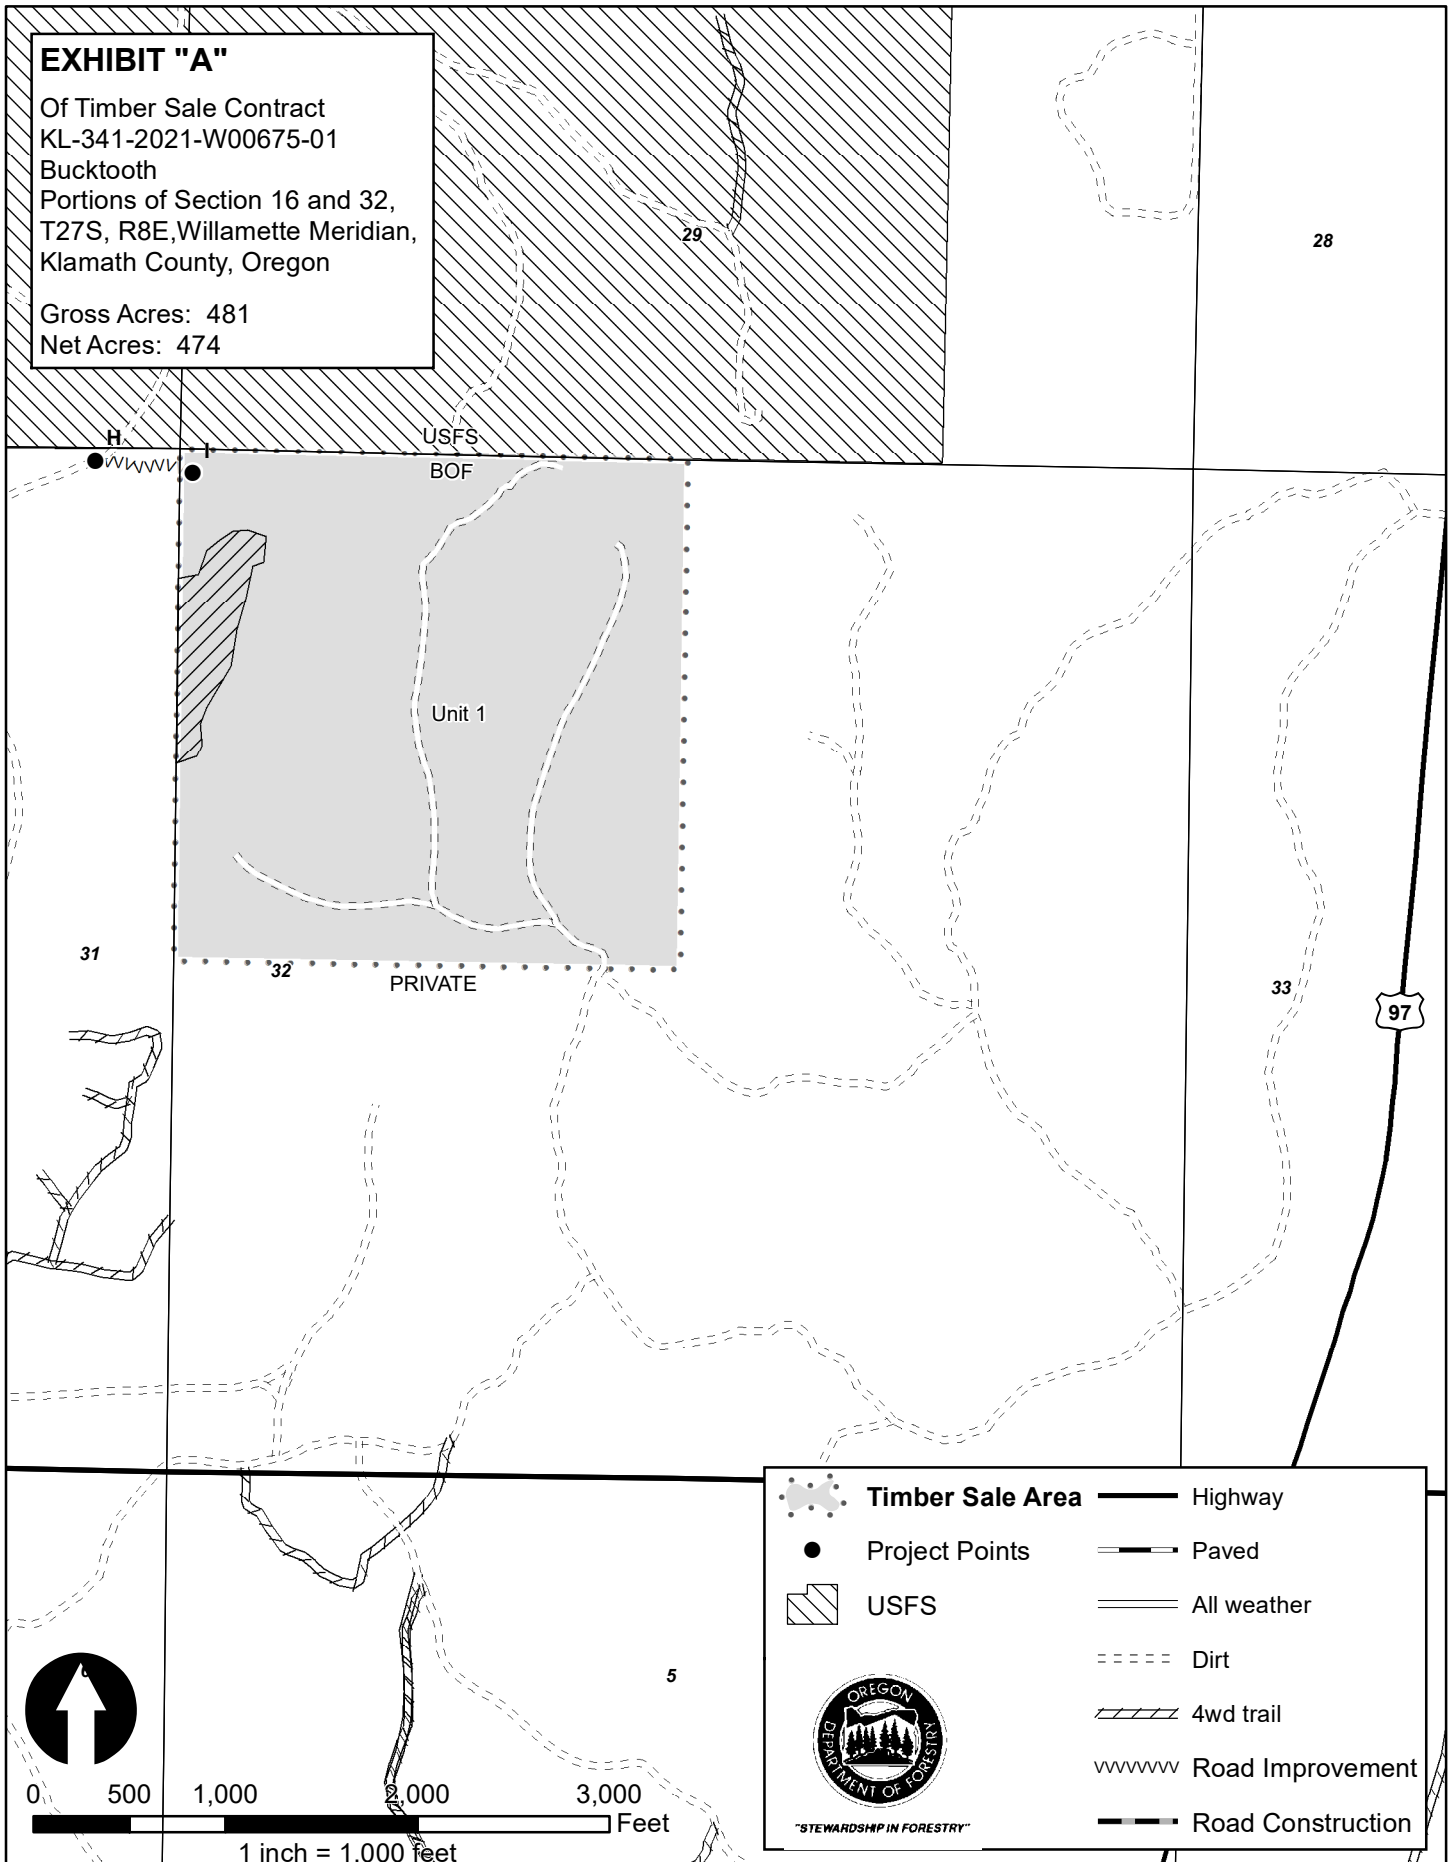 EXHIBIT "A"
Of Timber Sale Contract
KL-341-2021-W00675-01
Bucktooth
Portions of Section 16 and 32,
T27S, R8E,Willamette Meridian,
Klamath County, Oregon
Gross Acres: 481
Net Acres: 474
29
28
H
I
USFS
BOF
Unit 1
31
32
PRIVATE
33
97
5
Timber Sale Area
Project Points
USFS
Highway
Paved
All weather
Dirt
4wd trail
Road Improvement
Road Construction
OREGON
DEPARTMENT OF FORESTRY
"STEWARDSHIP IN FORESTRY"
0 500 1,000 2,000 3,000
Feet
1 inch = 1,000 feet